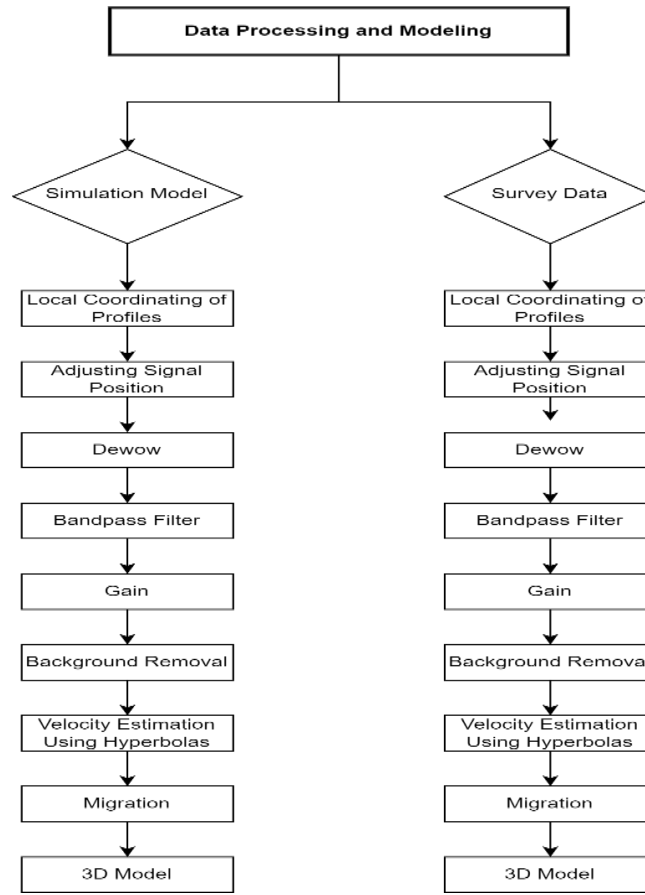 Data Processing and Modeling
Simulation Model
Local Coordinating of
Profiles
Adjusting Signal
Position
Dewow
Bandpass Filter
Gain
Background Removal
Velocity Estimation
Using Hyperbolas
Migration
3D Model
Survey Data
Local Coordinating of
Profiles
Adjusting Signal
Position
Dewow
Bandpass Filter
Gain
Background Removal
Velocity Estimation
Using Hyperbolas
Migration
3D Model